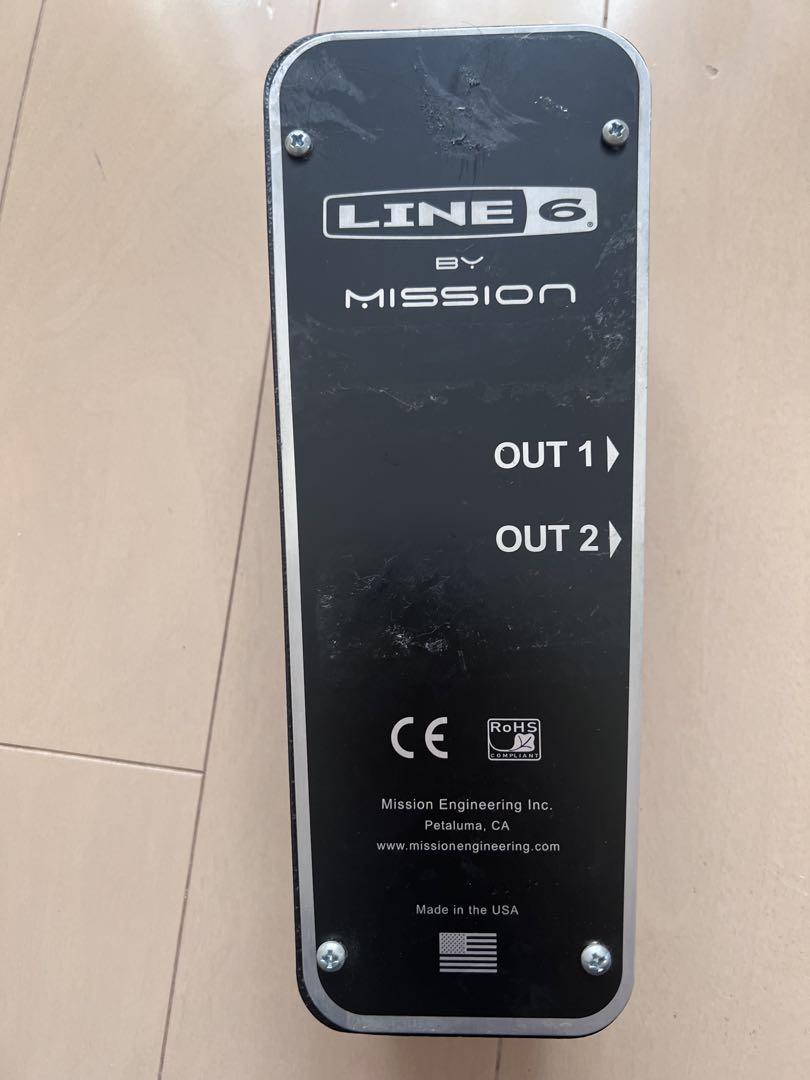 LINE 6®
BY
MISSION
OUT 1
OUT 2
CE
RoHS
COMPLIANT
Mission Engineering Inc.
Petaluma, CA
www.missionengineering.com
Made in the USA